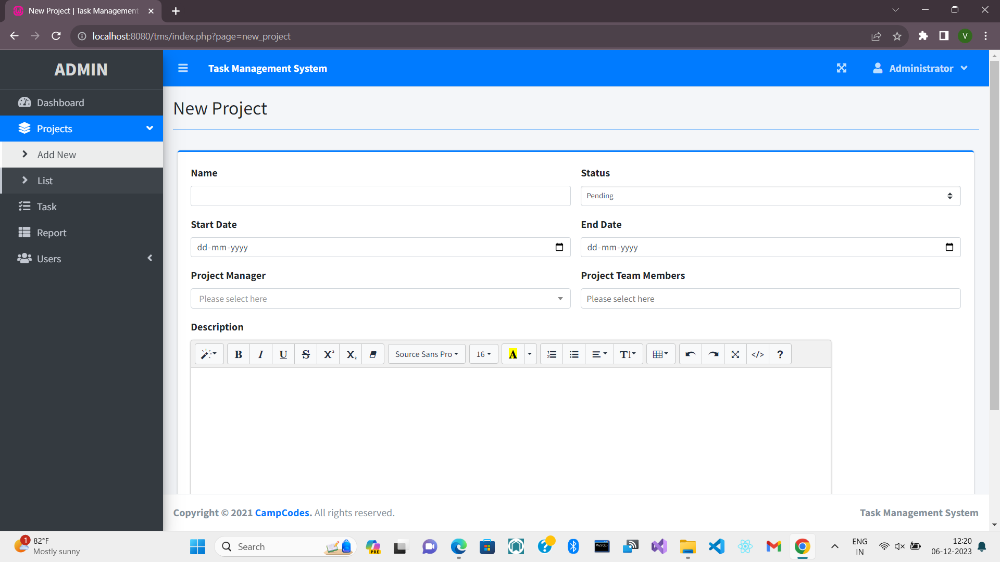 New Project | Task Management
localhost:8080/tms/index.php?page=new_project
V
ADMIN
Task Management System
Administrator
Dashboard
Projects
Add New
List
Task
Report
Users
New Project
Name
Status
Pending
Start Date
End Date
dd-mm-yyyy
dd-mm-yyyy
Project Manager
Project Team Members
Please select here
Please select here
Description
B I U S X² X₂ Source Sans Pro 16 A T </> ?
Copyright © 2021 CampCodes. All rights reserved.
Task Management System
1
82°F
Mostly sunny
Search
PRE
MySQL
ENG
IN
12:20
06-12-2023